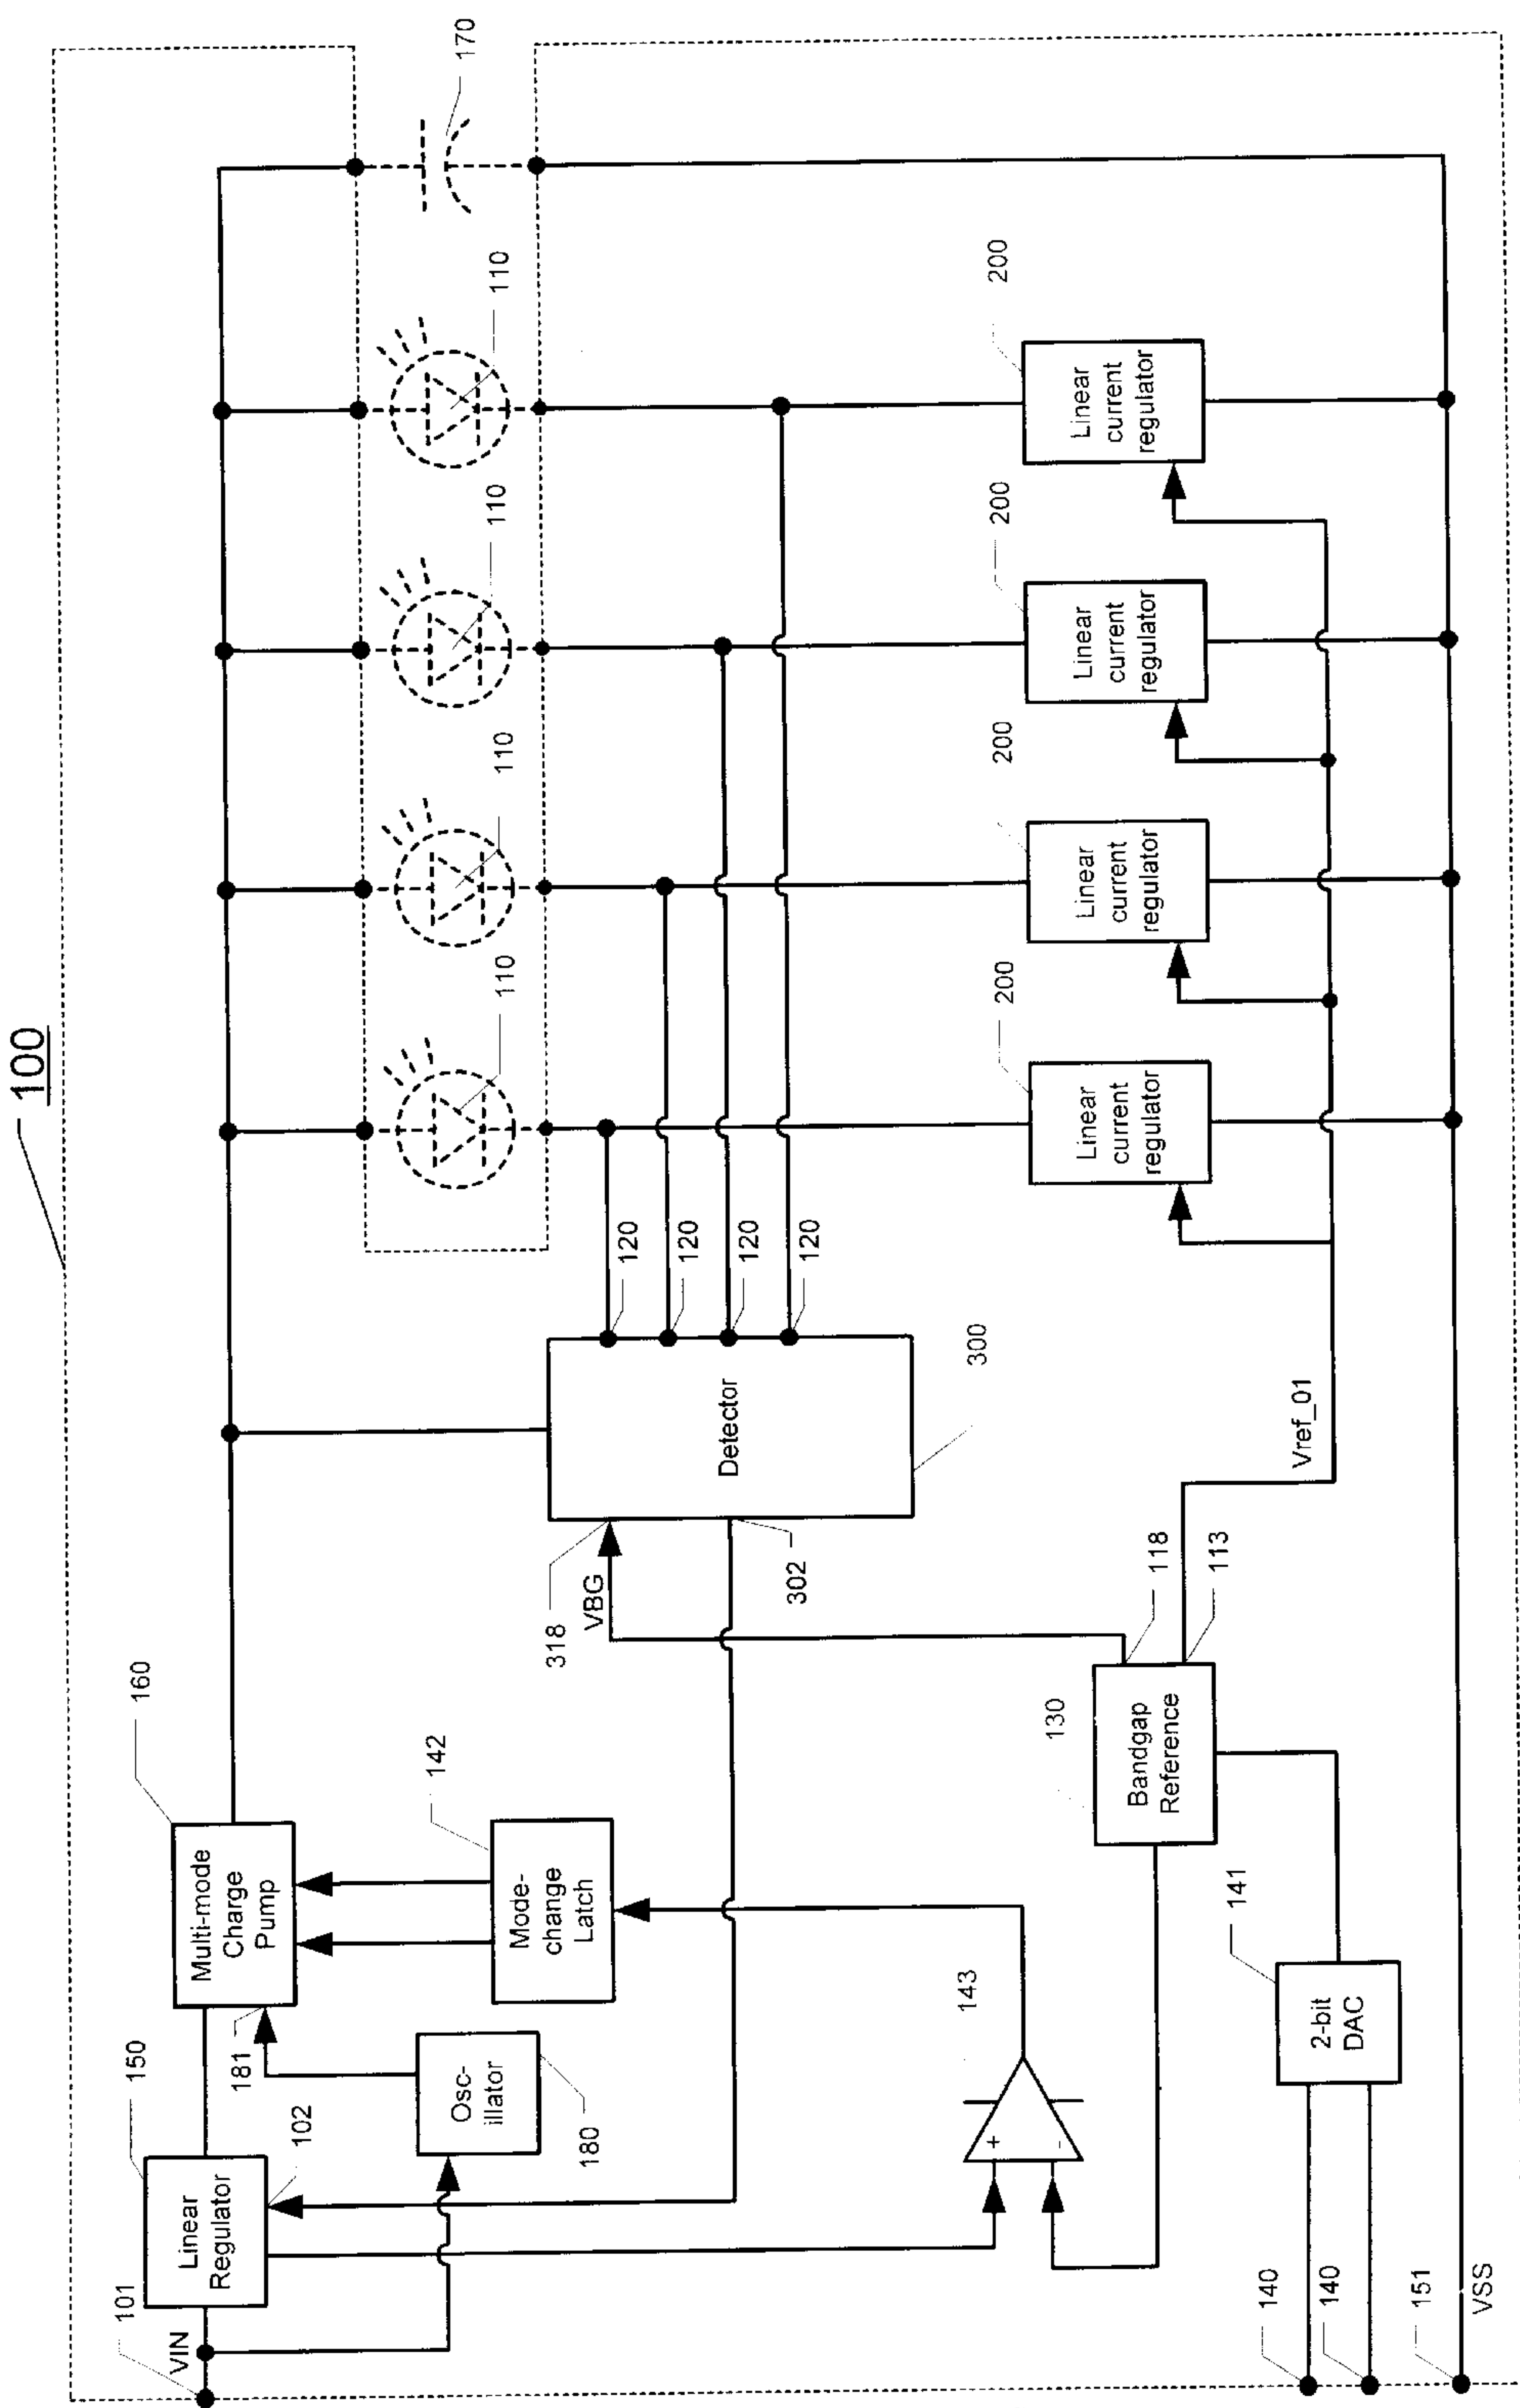 100
101
VIN
Linear
Regulator
150
102
181
Multi-mode
Charge
Pump
160
Osc-
illator
180
Mode-
change
Latch
142
143
+
-
318
VBG
302
Detector
300
120
120
120
120
110
110
110
110
170
Bandgap
Reference
130
118
113
Vref_01
2-bit
DAC
141
140
140
151
VSS
Linear
current
regulator
200
Linear
current
regulator
200
Linear
current
regulator
200
Linear
current
regulator
200